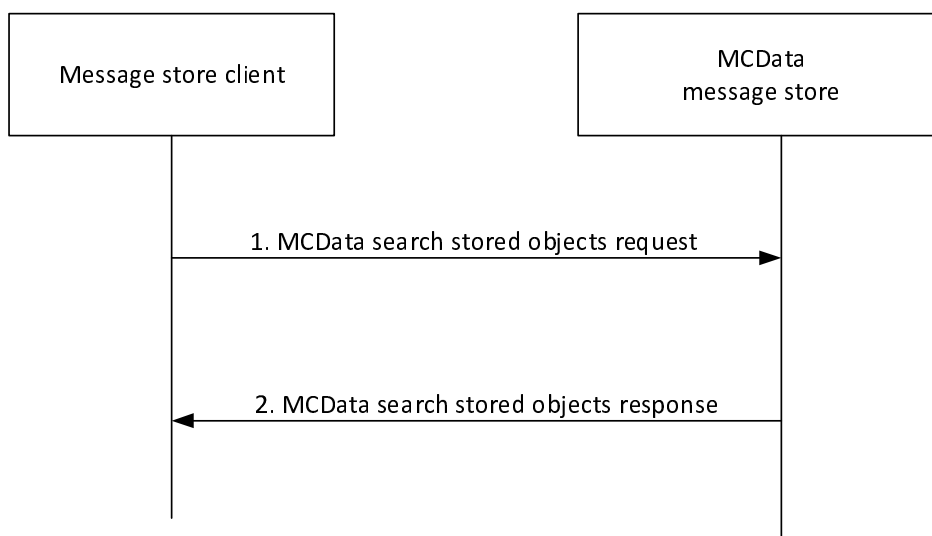 Message store client
MCData
message store
1. MCData search stored objects request
2. MCData search stored objects response